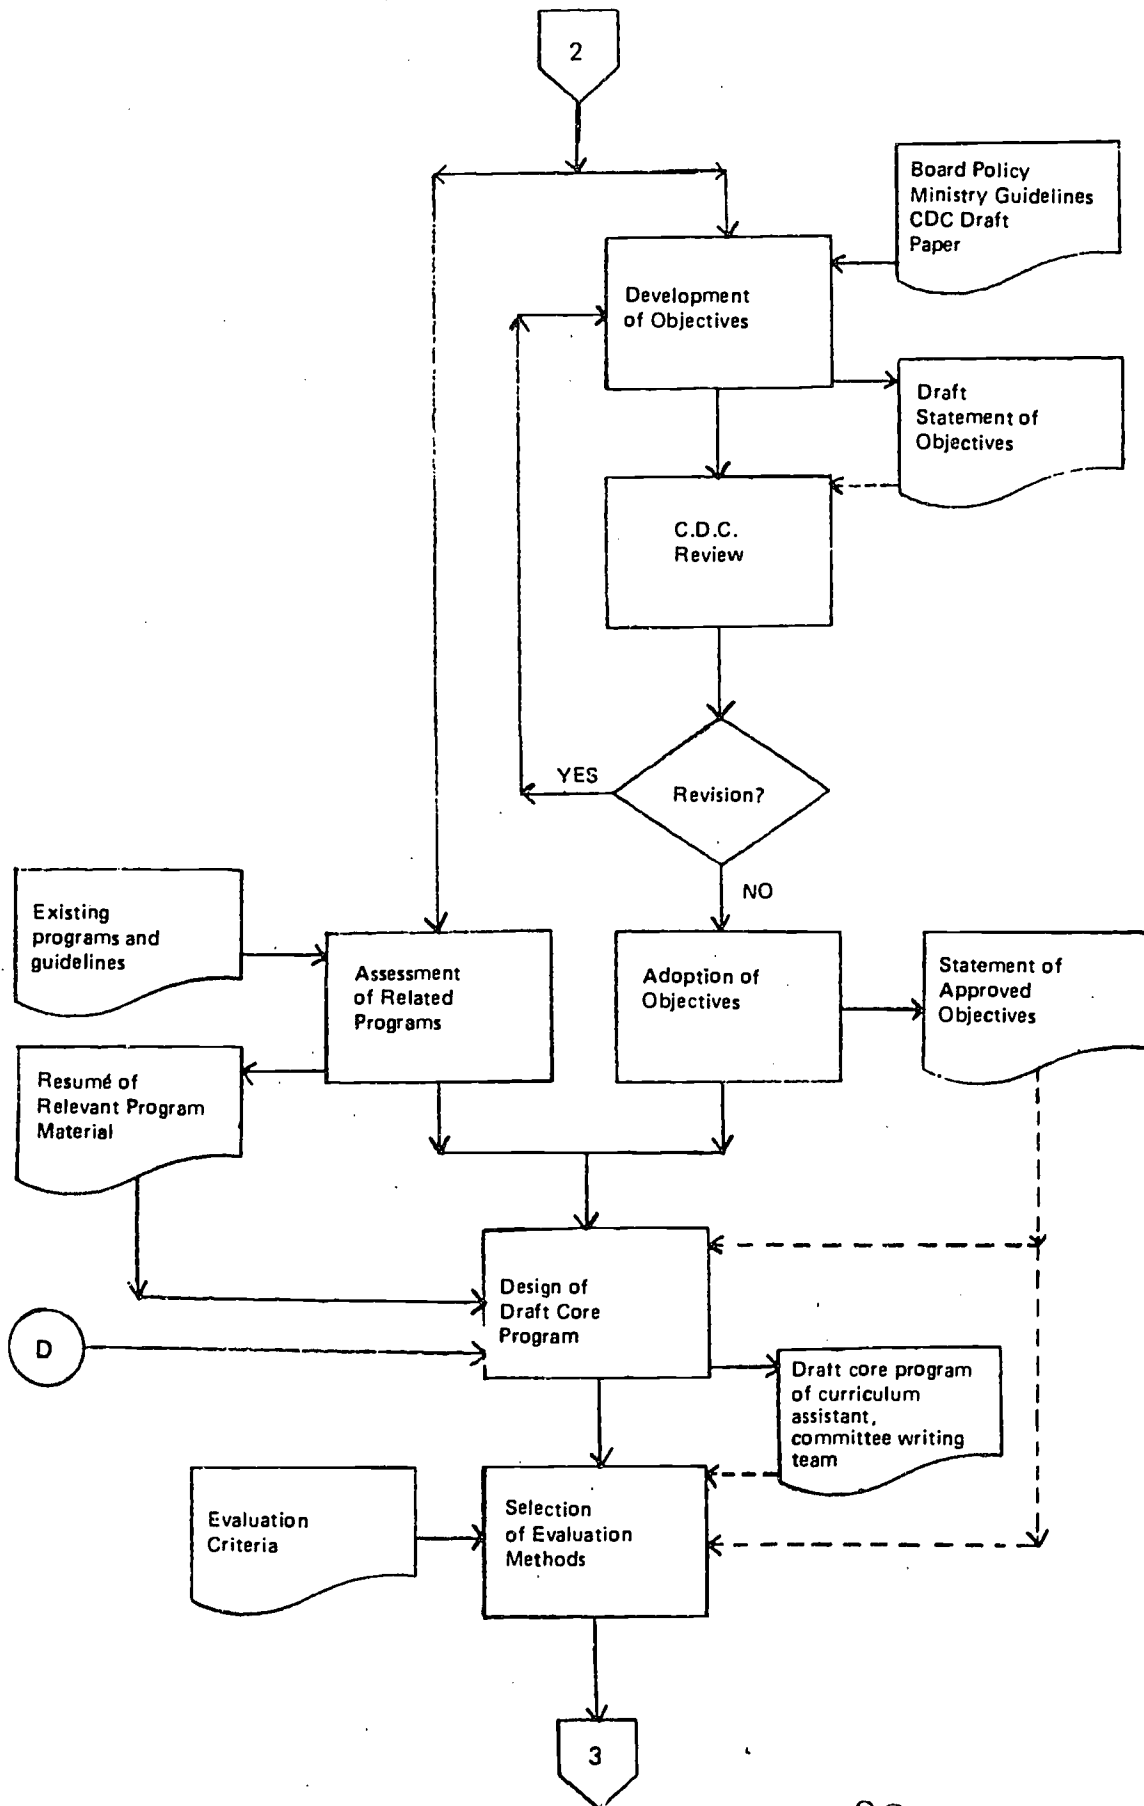 2
Board Policy
Ministry Guidelines
CDC Draft
Paper
Development
of Objectives
Draft
Statement of
Objectives
C.D.C.
Review
YES
Revision?
NO
Existing
programs and
guidelines
Assessment
of Related
Programs
Adoption of
Objectives
Statement of
Approved
Objectives
Resumé of
Relevant Program
Material
Design of
Draft Core
Program
D
Draft core program
of curriculum
assistant,
committee writing
team
Evaluation
Criteria
Selection
of Evaluation
Methods
3